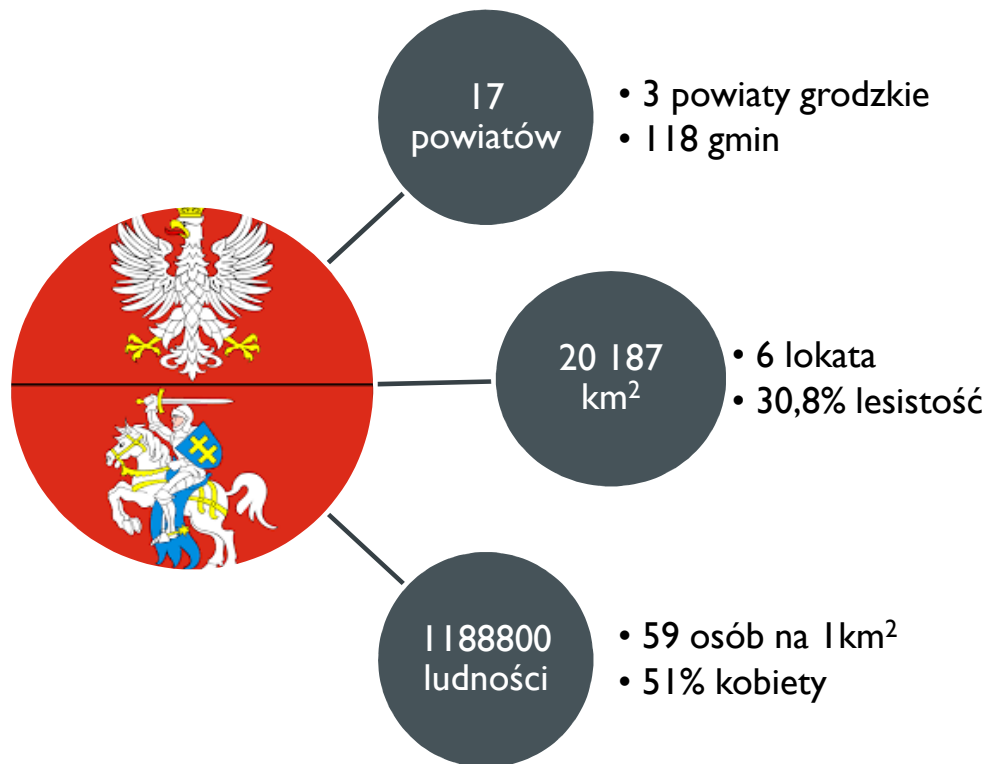 17
powiatów
• 3 powiaty grodzkie
• 118 gmin
20 187
km²
• 6 lokata
• 30,8% lesistość
1188800
ludności
• 59 osób na 1km²
• 51% kobiety